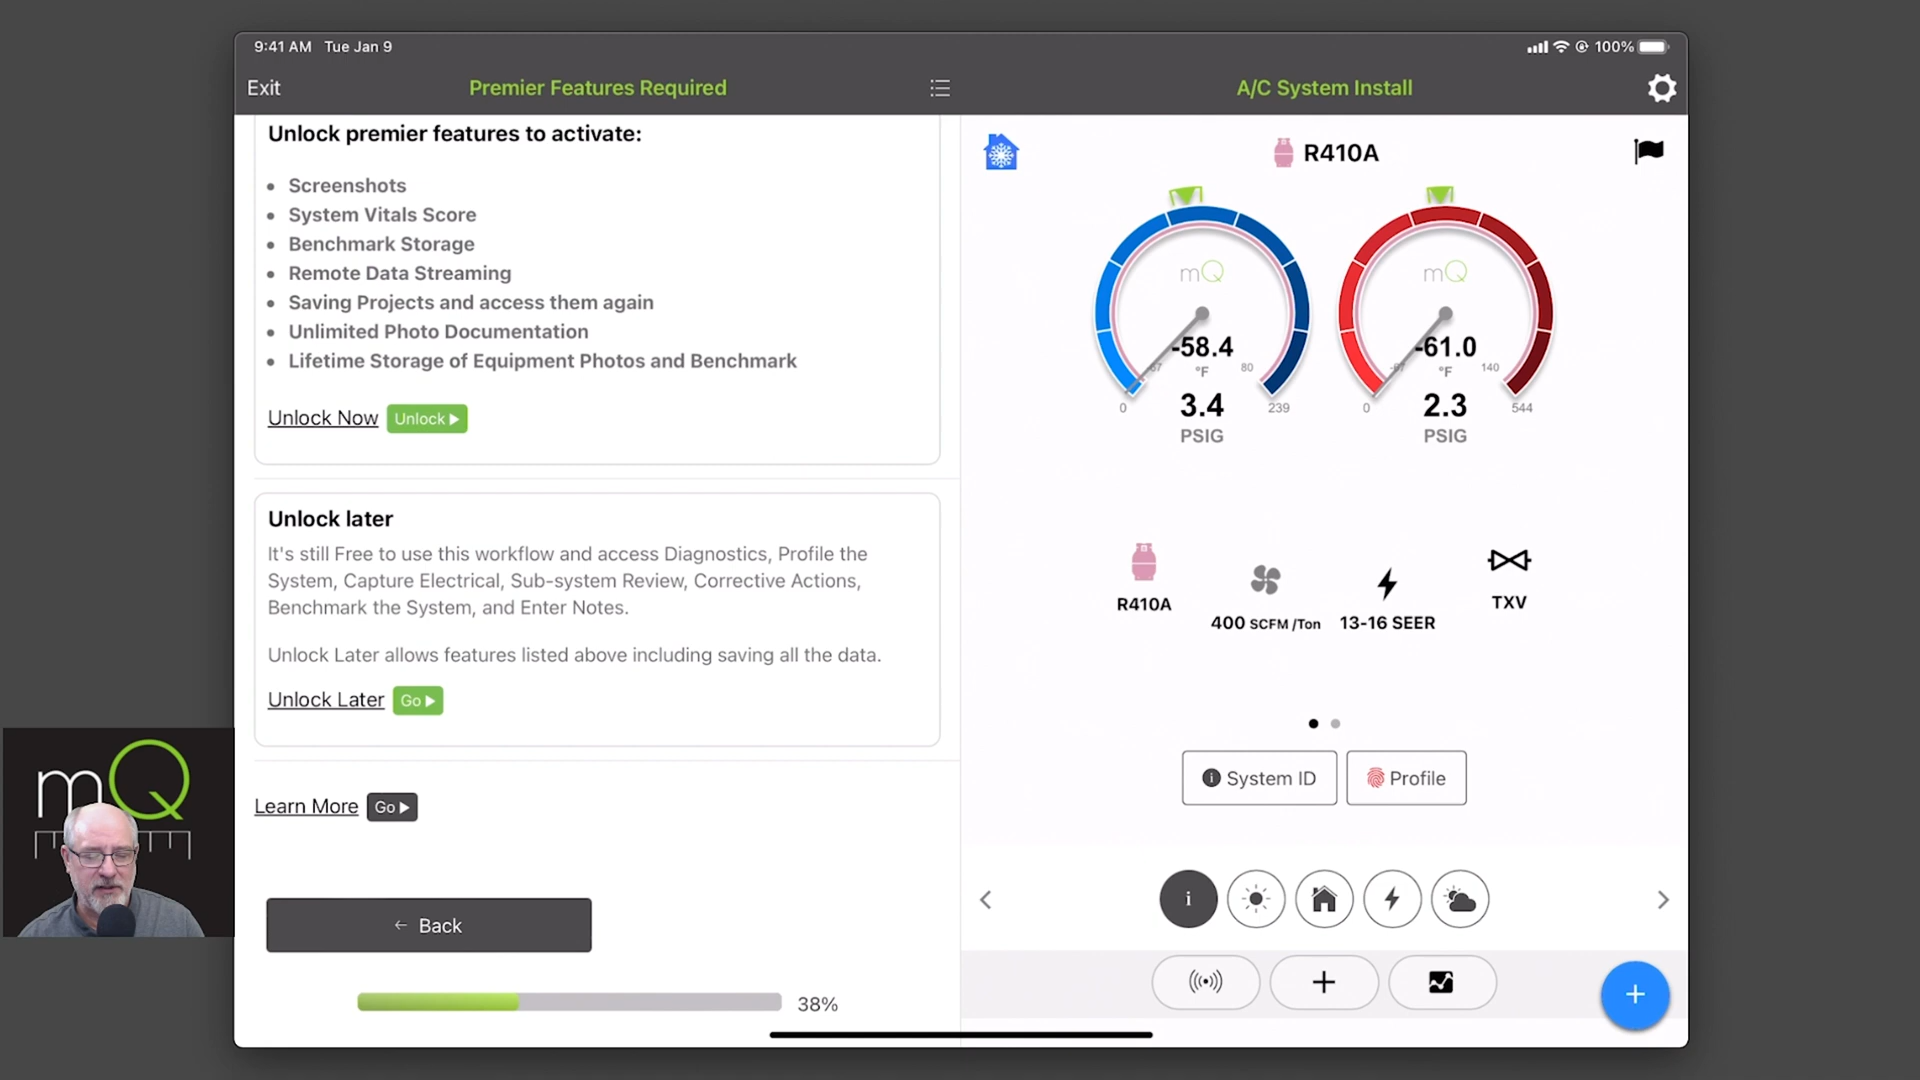 9:41 AM Tue Jan 9
100%
Exit
Premier Features Required
A/C System Install
Unlock premier features to activate:
• Screenshots
• System Vitals Score
• Benchmark Storage
• Remote Data Streaming
• Saving Projects and access them again
• Unlimited Photo Documentation
• Lifetime Storage of Equipment Photos and Benchmark
Unlock Now Unlock
Unlock later
It's still Free to use this workflow and access Diagnostics, Profile the
System, Capture Electrical, Sub-system Review, Corrective Actions,
Benchmark the System, and Enter Notes.
Unlock Later allows features listed above including saving all the data.
Unlock Later Go
Learn More Go
← Back
38%
R410A
mQ
-58.4
°F
-67 80
3.4
0 239
PSIG
mQ
-61.0
°F
-67 140
2.3
0 544
PSIG
R410A
400 SCFM /Ton
13-16 SEER
TXV
System ID
Profile
mQ